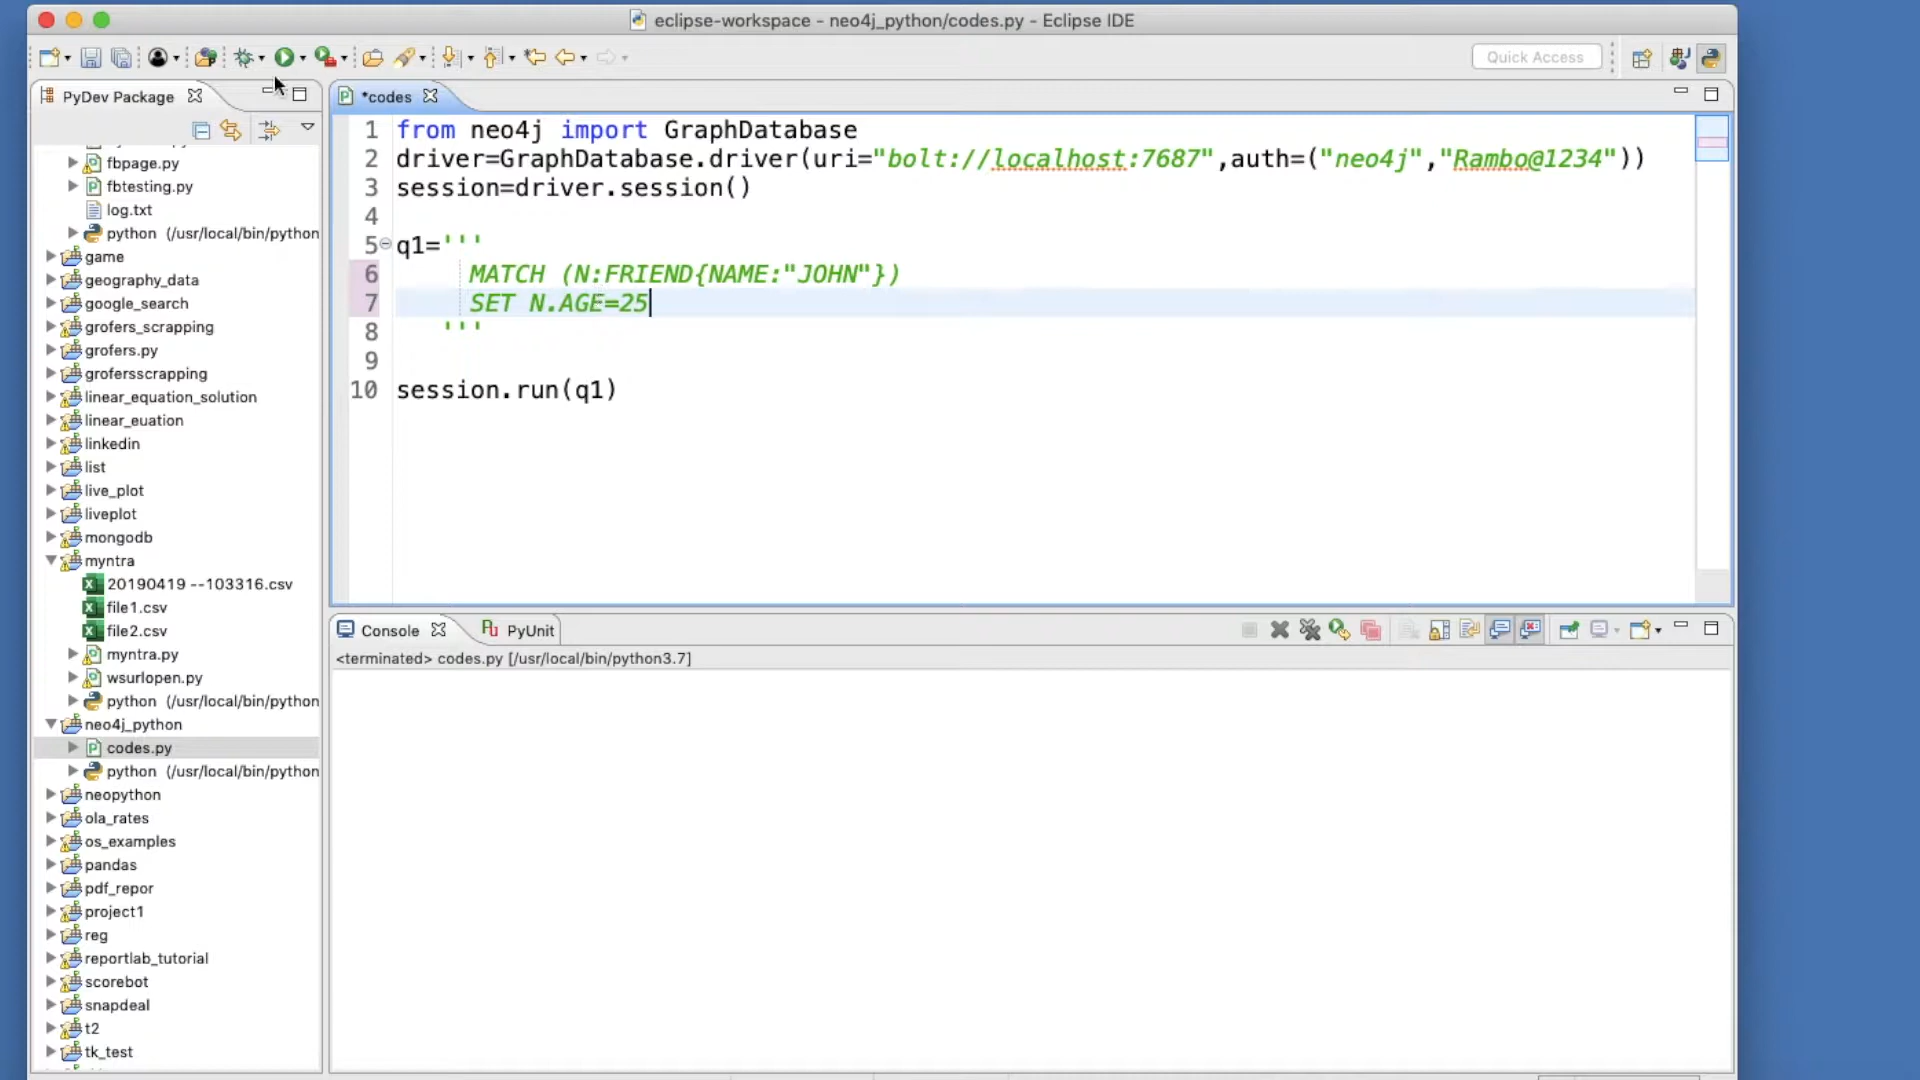 eclipse-workspace - neo4j_python/codes.py - Eclipse IDE
Quick Access
PyDev Package
*codes
fbpage.py
fbtesting.py
log.txt
python (/usr/local/bin/python
game
geography_data
google_search
grofers_scrapping
grofers.py
grofersscrapping
linear_equation_solution
linear_euation
linkedin
list
live_plot
liveplot
mongodb
myntra
20190419 --103316.csv
file1.csv
file2.csv
myntra.py
wsurlopen.py
python (/usr/local/bin/python
neo4j_python
codes.py
python (/usr/local/bin/python
neopython
ola_rates
os_examples
pandas
pdf_repor
project1
reg
reportlab_tutorial
scorebot
snapdeal
t2
tk_test
1 from neo4j import GraphDatabase
2 driver=GraphDatabase.driver(uri="bolt://localhost:7687",auth=("neo4j","Rambo@1234"))
3 session=driver.session()
4
5 q1='''
6 MATCH (N:FRIEND{NAME:"JOHN"})
7 SET N.AGE=25
8 '''
9
10 session.run(q1)
Console
PyUnit
<terminated> codes.py [/usr/local/bin/python3.7]